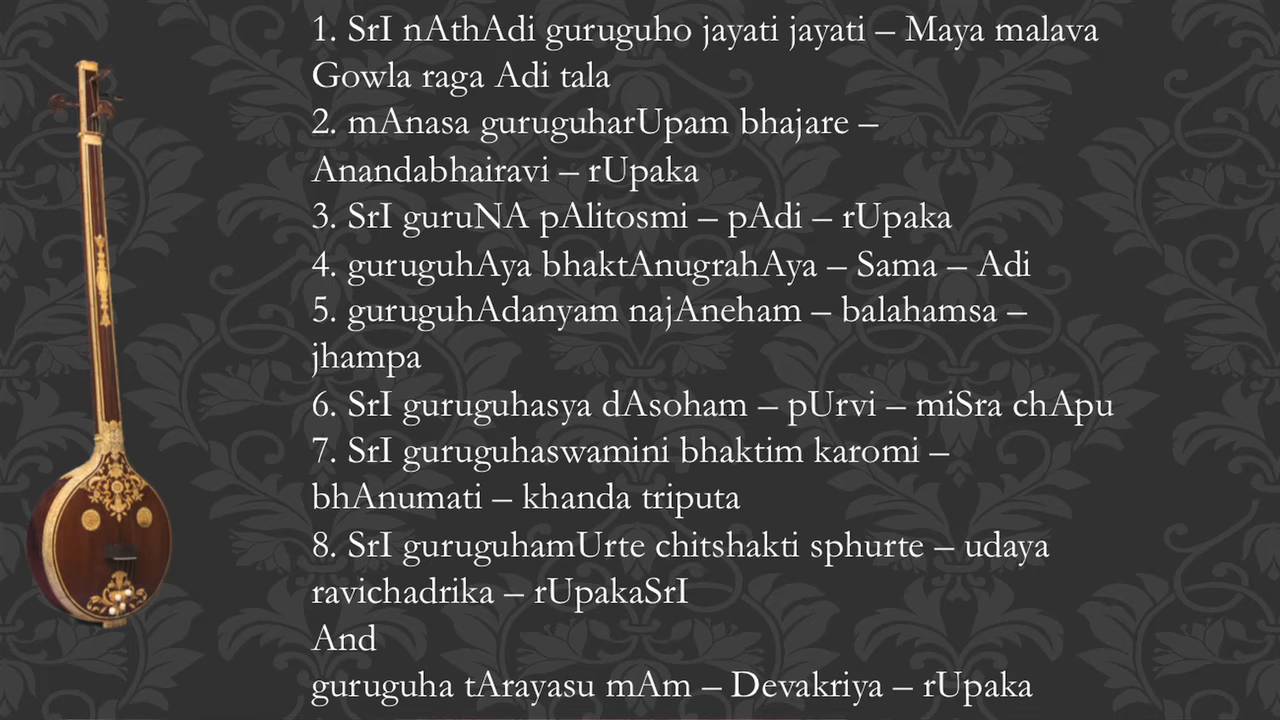 1. SrI nAthAdi guruguho jayati jayati – Maya malava
Gowla raga Adi tala
2. mAnasa guruguharUpam bhajare –
Anandabhairavi – rUpaka
3. SrI guruNA pAlitosmi – pAdi – rUpaka
4. guruguhAya bhaktAnugrahAya – Sama – Adi
5. guruguhAdanyam najAneham – balahamsa –
jhampa
6. SrI guruguhasya dAsoham – pUrvi – miSra chApu
7. SrI guruguhaswamini bhaktim karomi –
bhAnumati – khanda triputa
8. SrI guruguhamUrte chitshakti sphurte – udaya
ravichadrika – rUpakaSrI
And
guruguha tArayasu mAm – Devakriya – rUpaka